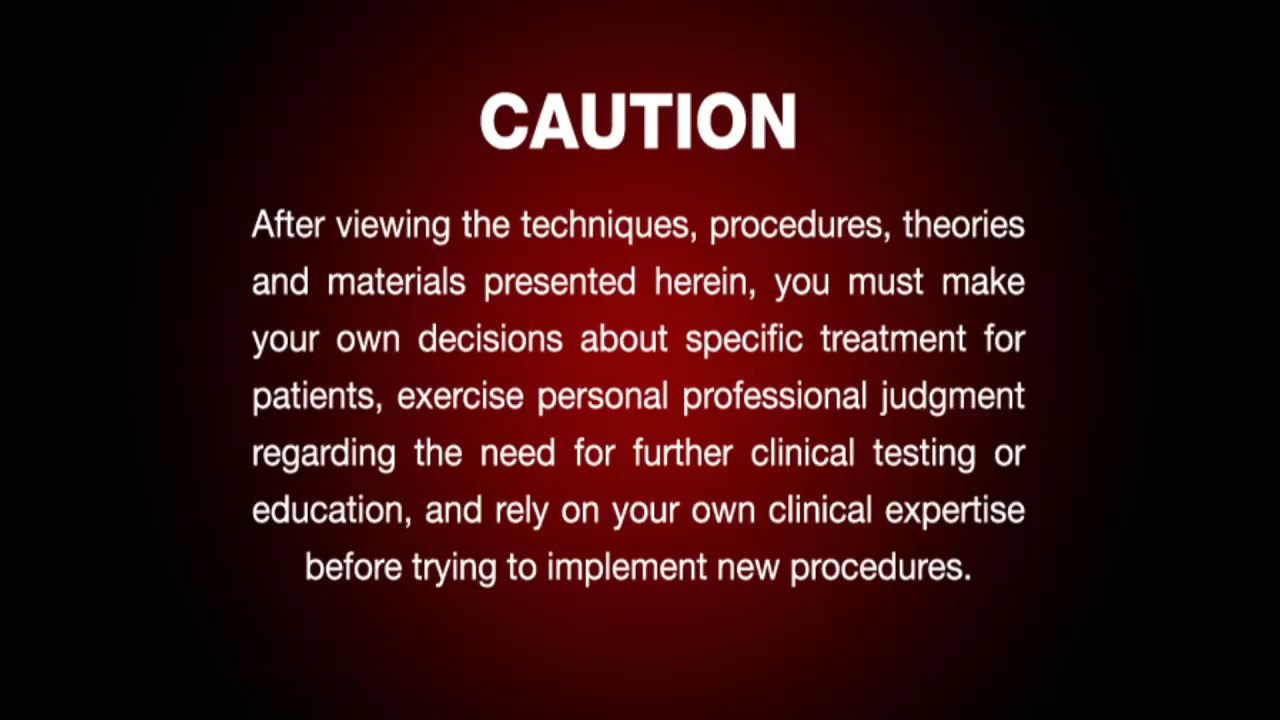 CAUTION
After viewing the techniques, procedures, theories
and materials presented herein, you must make
your own decisions about specific treatment for
patients, exercise personal professional judgment
regarding the need for further clinical testing or
education, and rely on your own clinical expertise
before trying to implement new procedures.